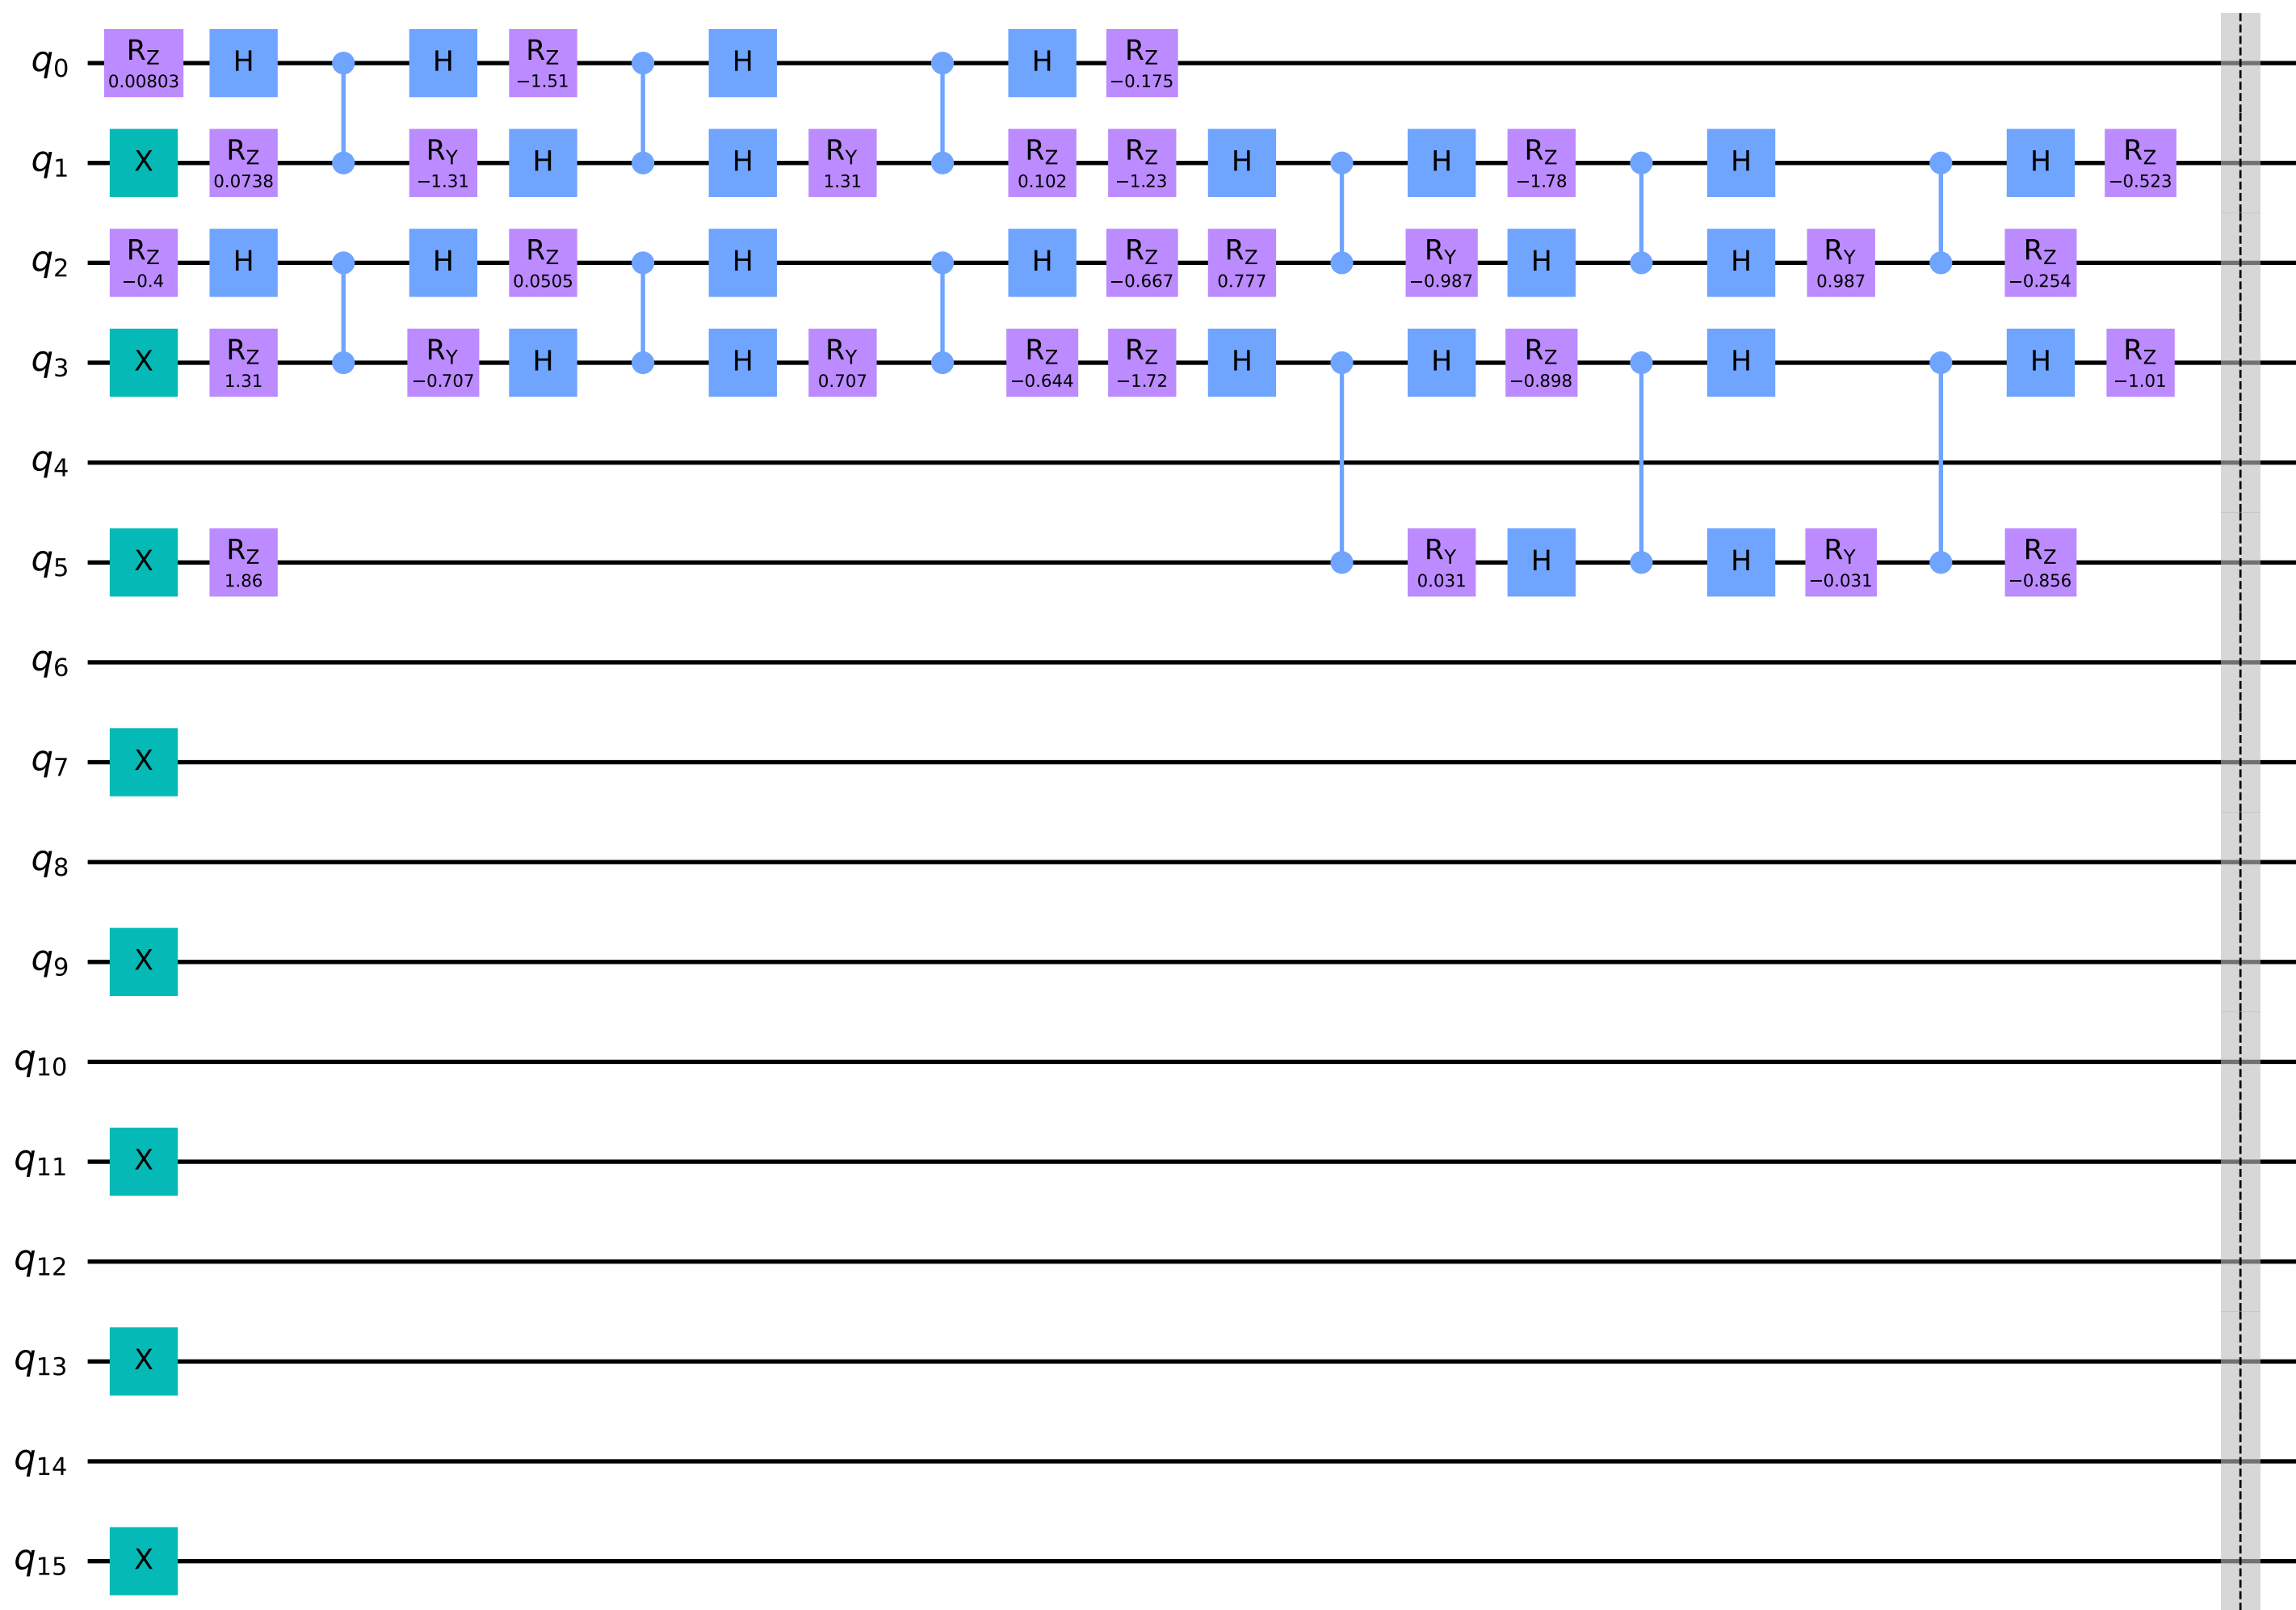 q0 RZ 0.00803 H H RZ −1.51 H H RZ −0.175
q1 X RZ 0.0738 RY −1.31 H H RY 1.31 RZ 0.102 RZ −1.23 H H RZ −1.78 H H RZ −0.523
q2 RZ −0.4 H H RZ 0.0505 H H RZ −0.667 RZ 0.777 RY −0.987 H H RY 0.987 RZ −0.254
q3 X RZ 1.31 RY −0.707 H H RY 0.707 RZ −0.644 RZ −1.72 H H RZ −0.898 H H RZ −1.01
q4
q5 X RZ 1.86 RY 0.031 H H RY −0.031 RZ −0.856
q6
q7 X
q8
q9 X
q10
q11 X
q12
q13 X
q14
q15 X